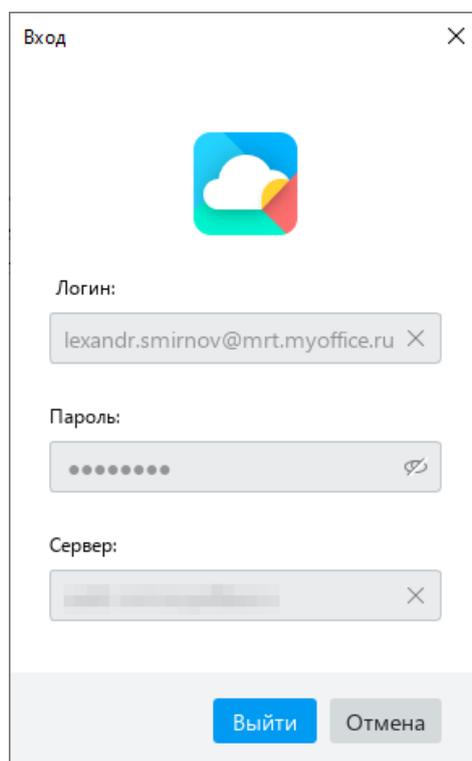 Вход
Логин:
lexandr.smirnov@mrt.myoffice.ru
Пароль:
Сервер:
Выйти Отмена